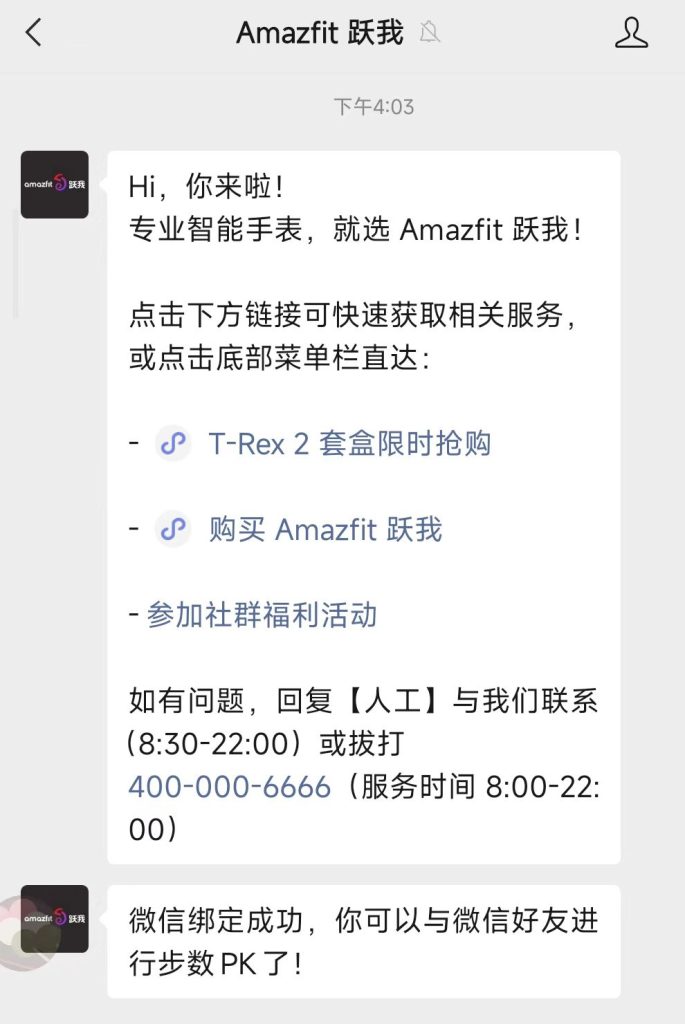 Amazfit 跃我
下午4:03
amazfit 跃我
Hi，你来啦！
专业智能手表，就选 Amazfit 跃我！
点击下方链接可快速获取相关服务，
或点击底部菜单栏直达：
- T-Rex 2 套盒限时抢购
- 购买 Amazfit 跃我
- 参加社群福利活动
如有问题，回复【人工】与我们联系
(8:30-22:00）或拔打
400-000-6666（服务时间 8:00-22:
00）
amazfit 跃我
微信绑定成功，你可以与微信好友进
行步数PK了！